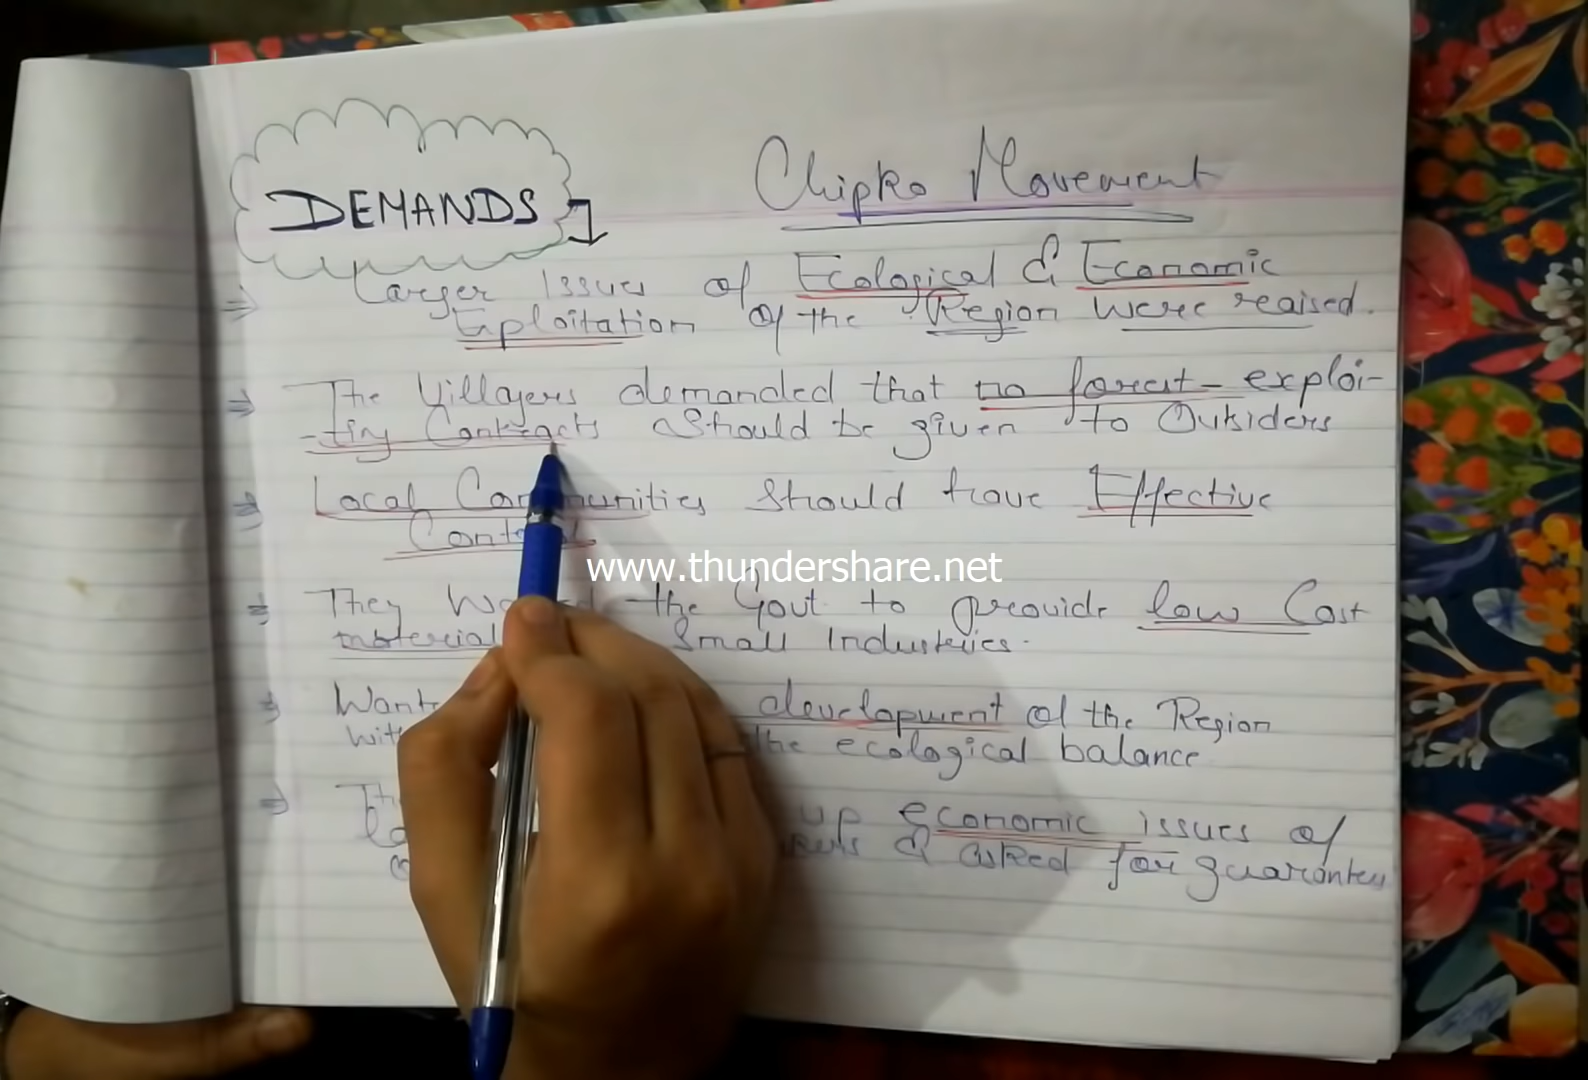 DEMANDS
Chipko Movement
⇒ Larger Issues of Ecological & Economic
Exploitation of the Region were reaised.
⇒ The Villagers demanded that no forest-exploi-
-ting Contracts Should be given to Outsiders
⇒ Local Communities Should have Effective
Control
www.thundershare.net
⇒ They the Govt. to provide low Cost
material Small Industries.
⇒ development of the Region
the ecological balance
⇒ up economic issues of
& asked for guarantee